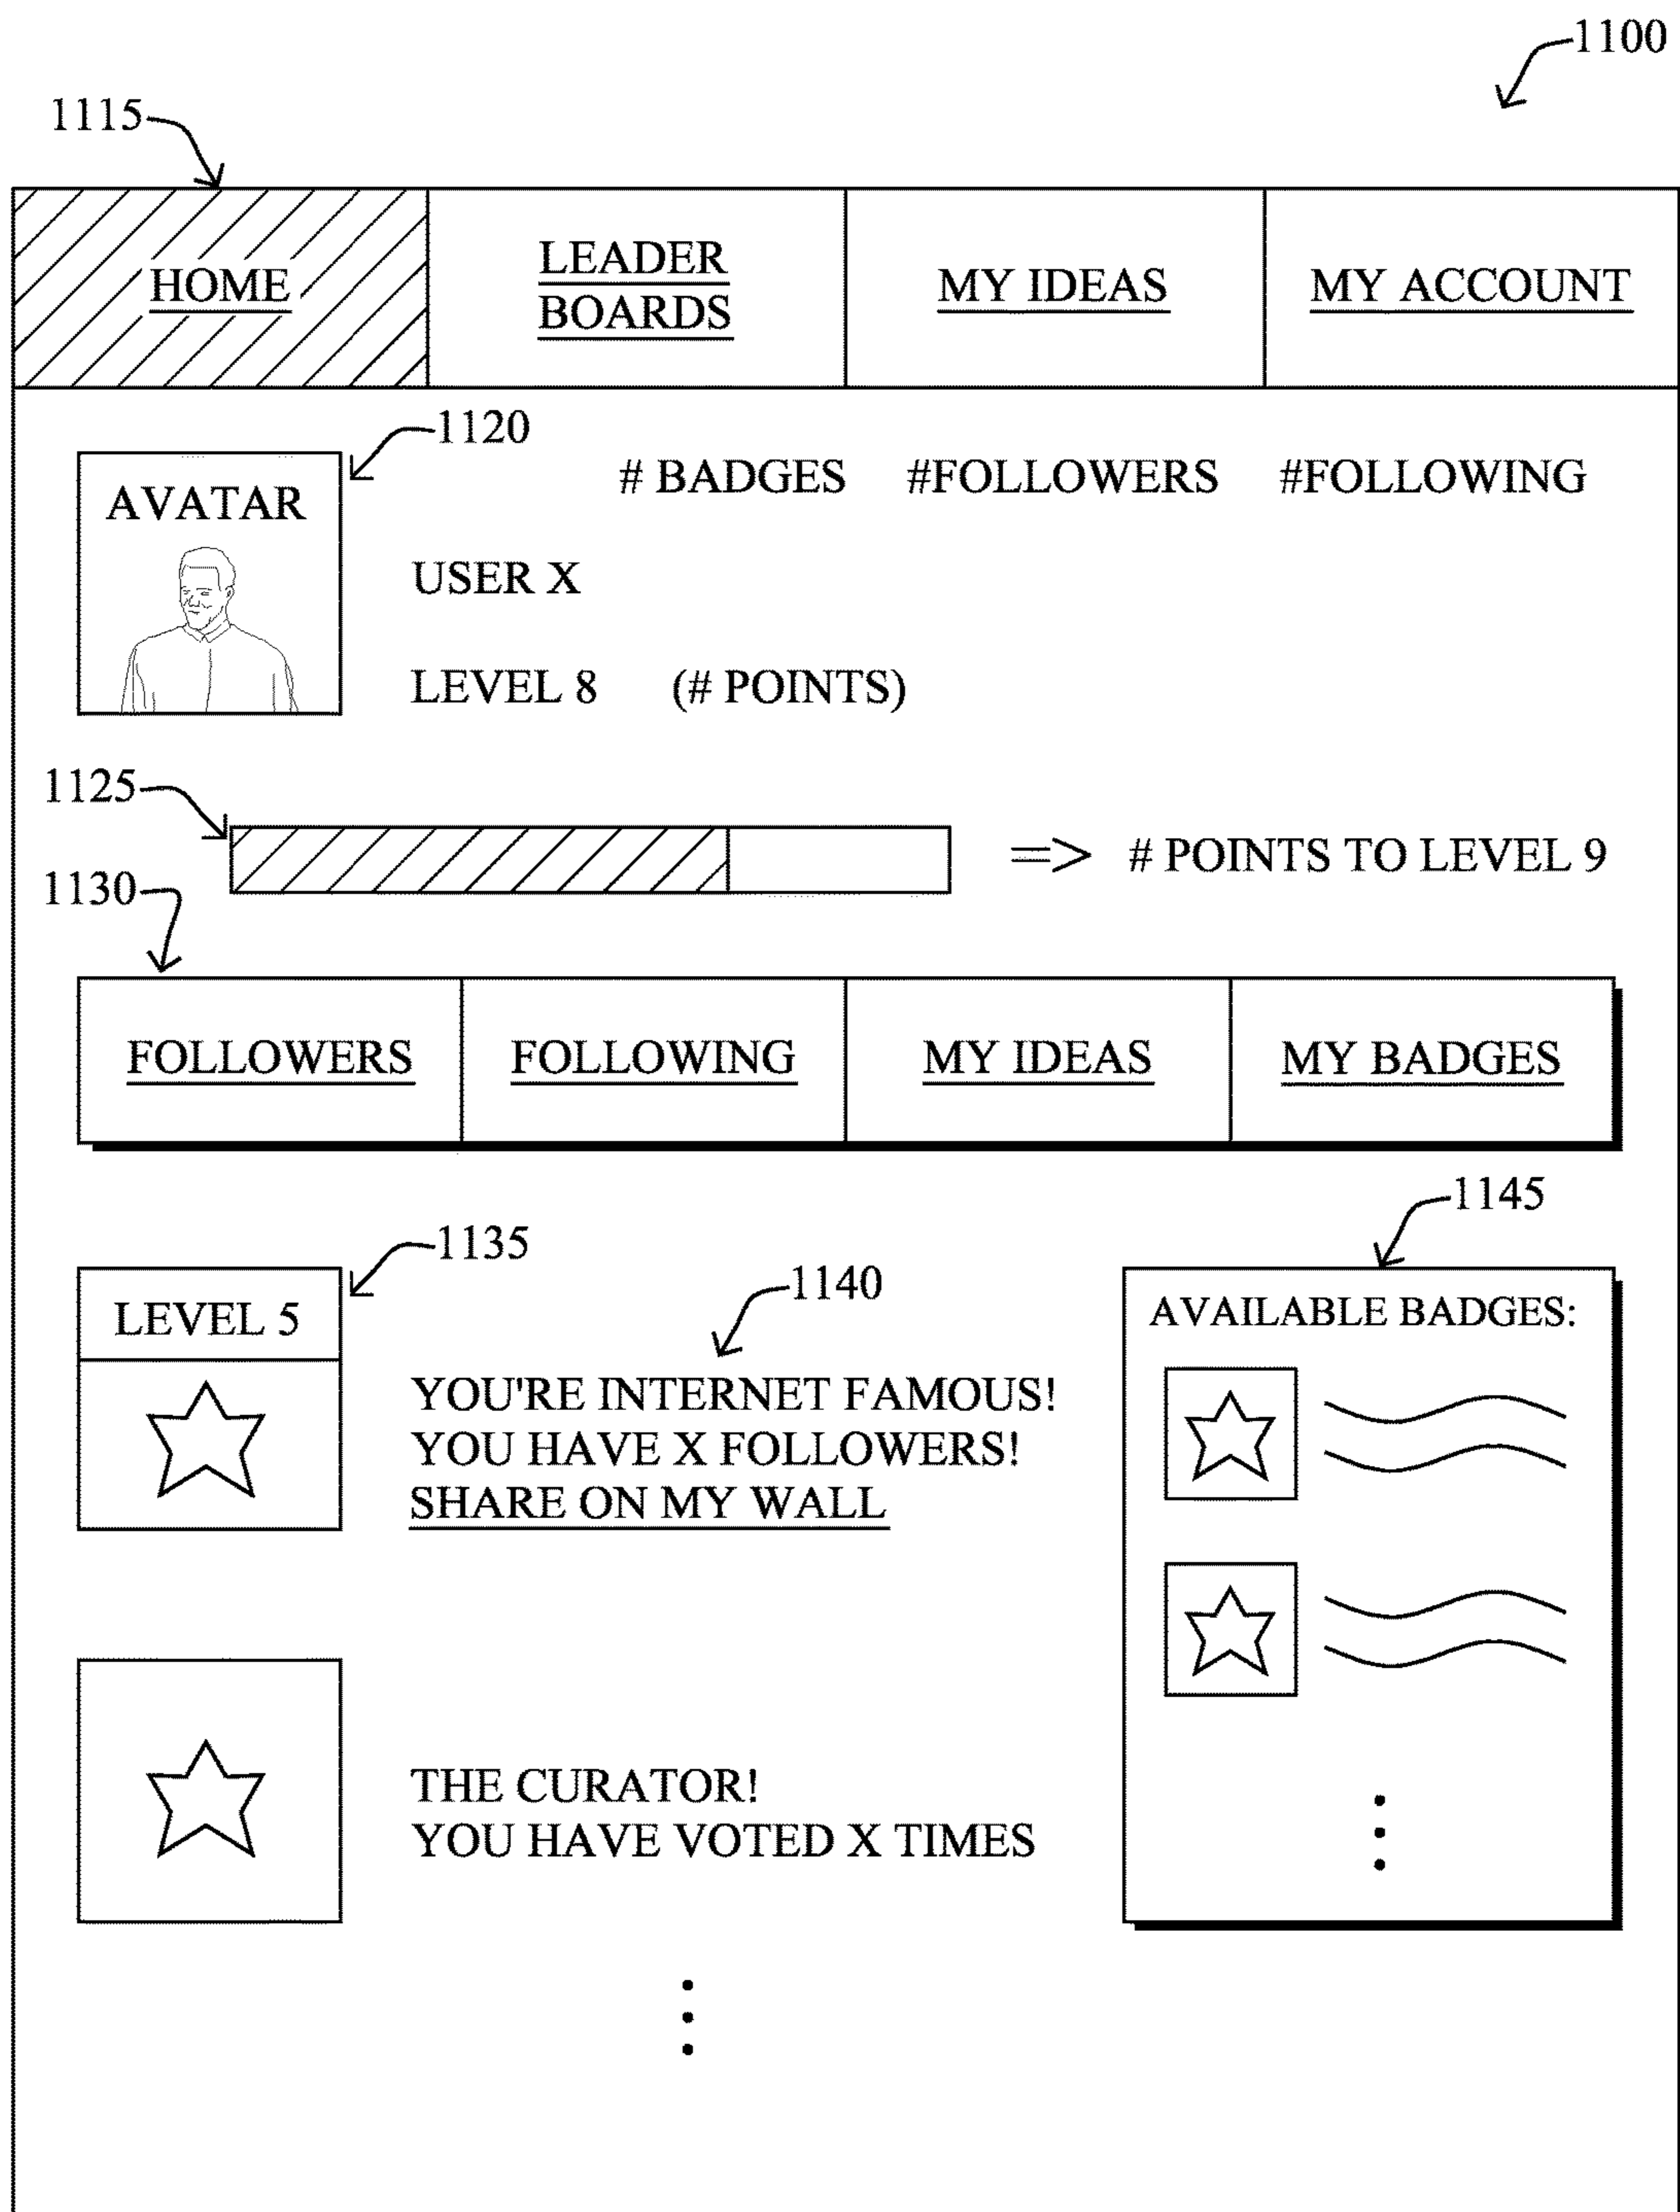 1100
1115
HOME
LEADER
BOARDS
MY IDEAS
MY ACCOUNT
1120
AVATAR
# BADGES #FOLLOWERS #FOLLOWING
USER X
LEVEL 8 (# POINTS)
1125
=> # POINTS TO LEVEL 9
1130
FOLLOWERS
FOLLOWING
MY IDEAS
MY BADGES
1135
LEVEL 5
1140
YOU'RE INTERNET FAMOUS!
YOU HAVE X FOLLOWERS!
SHARE ON MY WALL
THE CURATOR!
YOU HAVE VOTED X TIMES
1145
AVAILABLE BADGES: